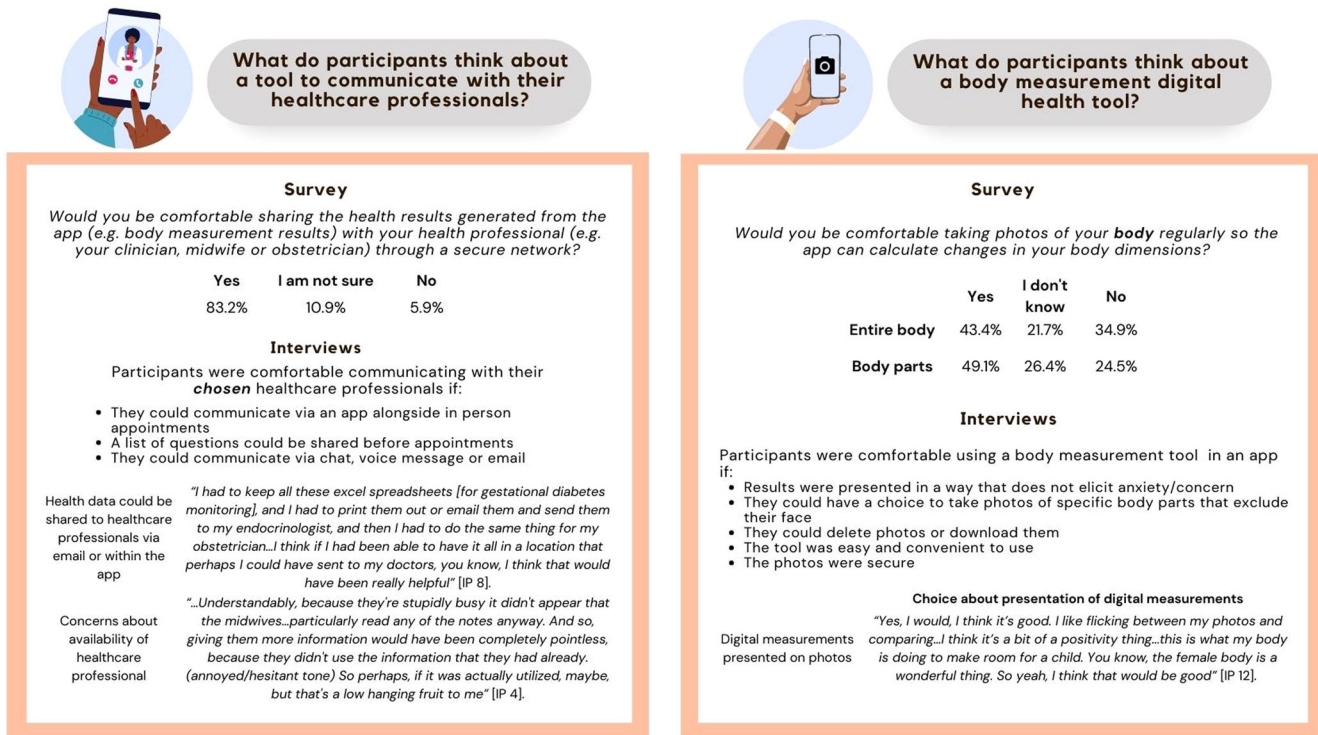 What do participants think about
a tool to communicate with their
healthcare professionals?
Survey
Would you be comfortable sharing the health results generated from the
app (e.g. body measurement results) with your health professional (e.g.
your clinician, midwife or obstetrician) through a secure network?
Yes I am not sure No
83.2% 10.9% 5.9%
Interviews
Participants were comfortable communicating with their
chosen healthcare professionals if:
• They could communicate via an app alongside in person
appointments
• A list of questions could be shared before appointments
• They could communicate via chat, voice message or email
Health data could be
shared to healthcare
professionals via
email or within the
app
“I had to keep all these excel spreadsheets [for gestational diabetes
monitoring], and I had to print them out or email them and send them
to my endocrinologist, and then I had to do the same thing for my
obstetrician...I think if I had been able to have it all in a location that
perhaps I could have sent to my doctors, you know, I think that would
have been really helpful” [IP 8].
Concerns about
availability of
healthcare
professional
“...Understandably, because they're stupidly busy it didn't appear that
the midwives...particularly read any of the notes anyway. And so,
giving them more information would have been completely pointless,
because they didn't use the information that they had already.
(annoyed/hesitant tone) So perhaps, if it was actually utilized, maybe,
but that's a low hanging fruit to me” [IP 4].
What do participants think about
a body measurement digital
health tool?
Survey
Would you be comfortable taking photos of your body regularly so the
app can calculate changes in your body dimensions?
Yes I don't know No
Entire body 43.4% 21.7% 34.9%
Body parts 49.1% 26.4% 24.5%
Interviews
Participants were comfortable using a body measurement tool in an app
if:
• Results were presented in a way that does not elicit anxiety/concern
• They could have a choice to take photos of specific body parts that exclude
their face
• They could delete photos or download them
• The tool was easy and convenient to use
• The photos were secure
Choice about presentation of digital measurements
Digital measurements
presented on photos
“Yes, I would, I think it’s good. I like flicking between my photos and
comparing...I think it’s a bit of a positivity thing...this is what my body
is doing to make room for a child. You know, the female body is a
wonderful thing. So yeah, I think that would be good” [IP 12].